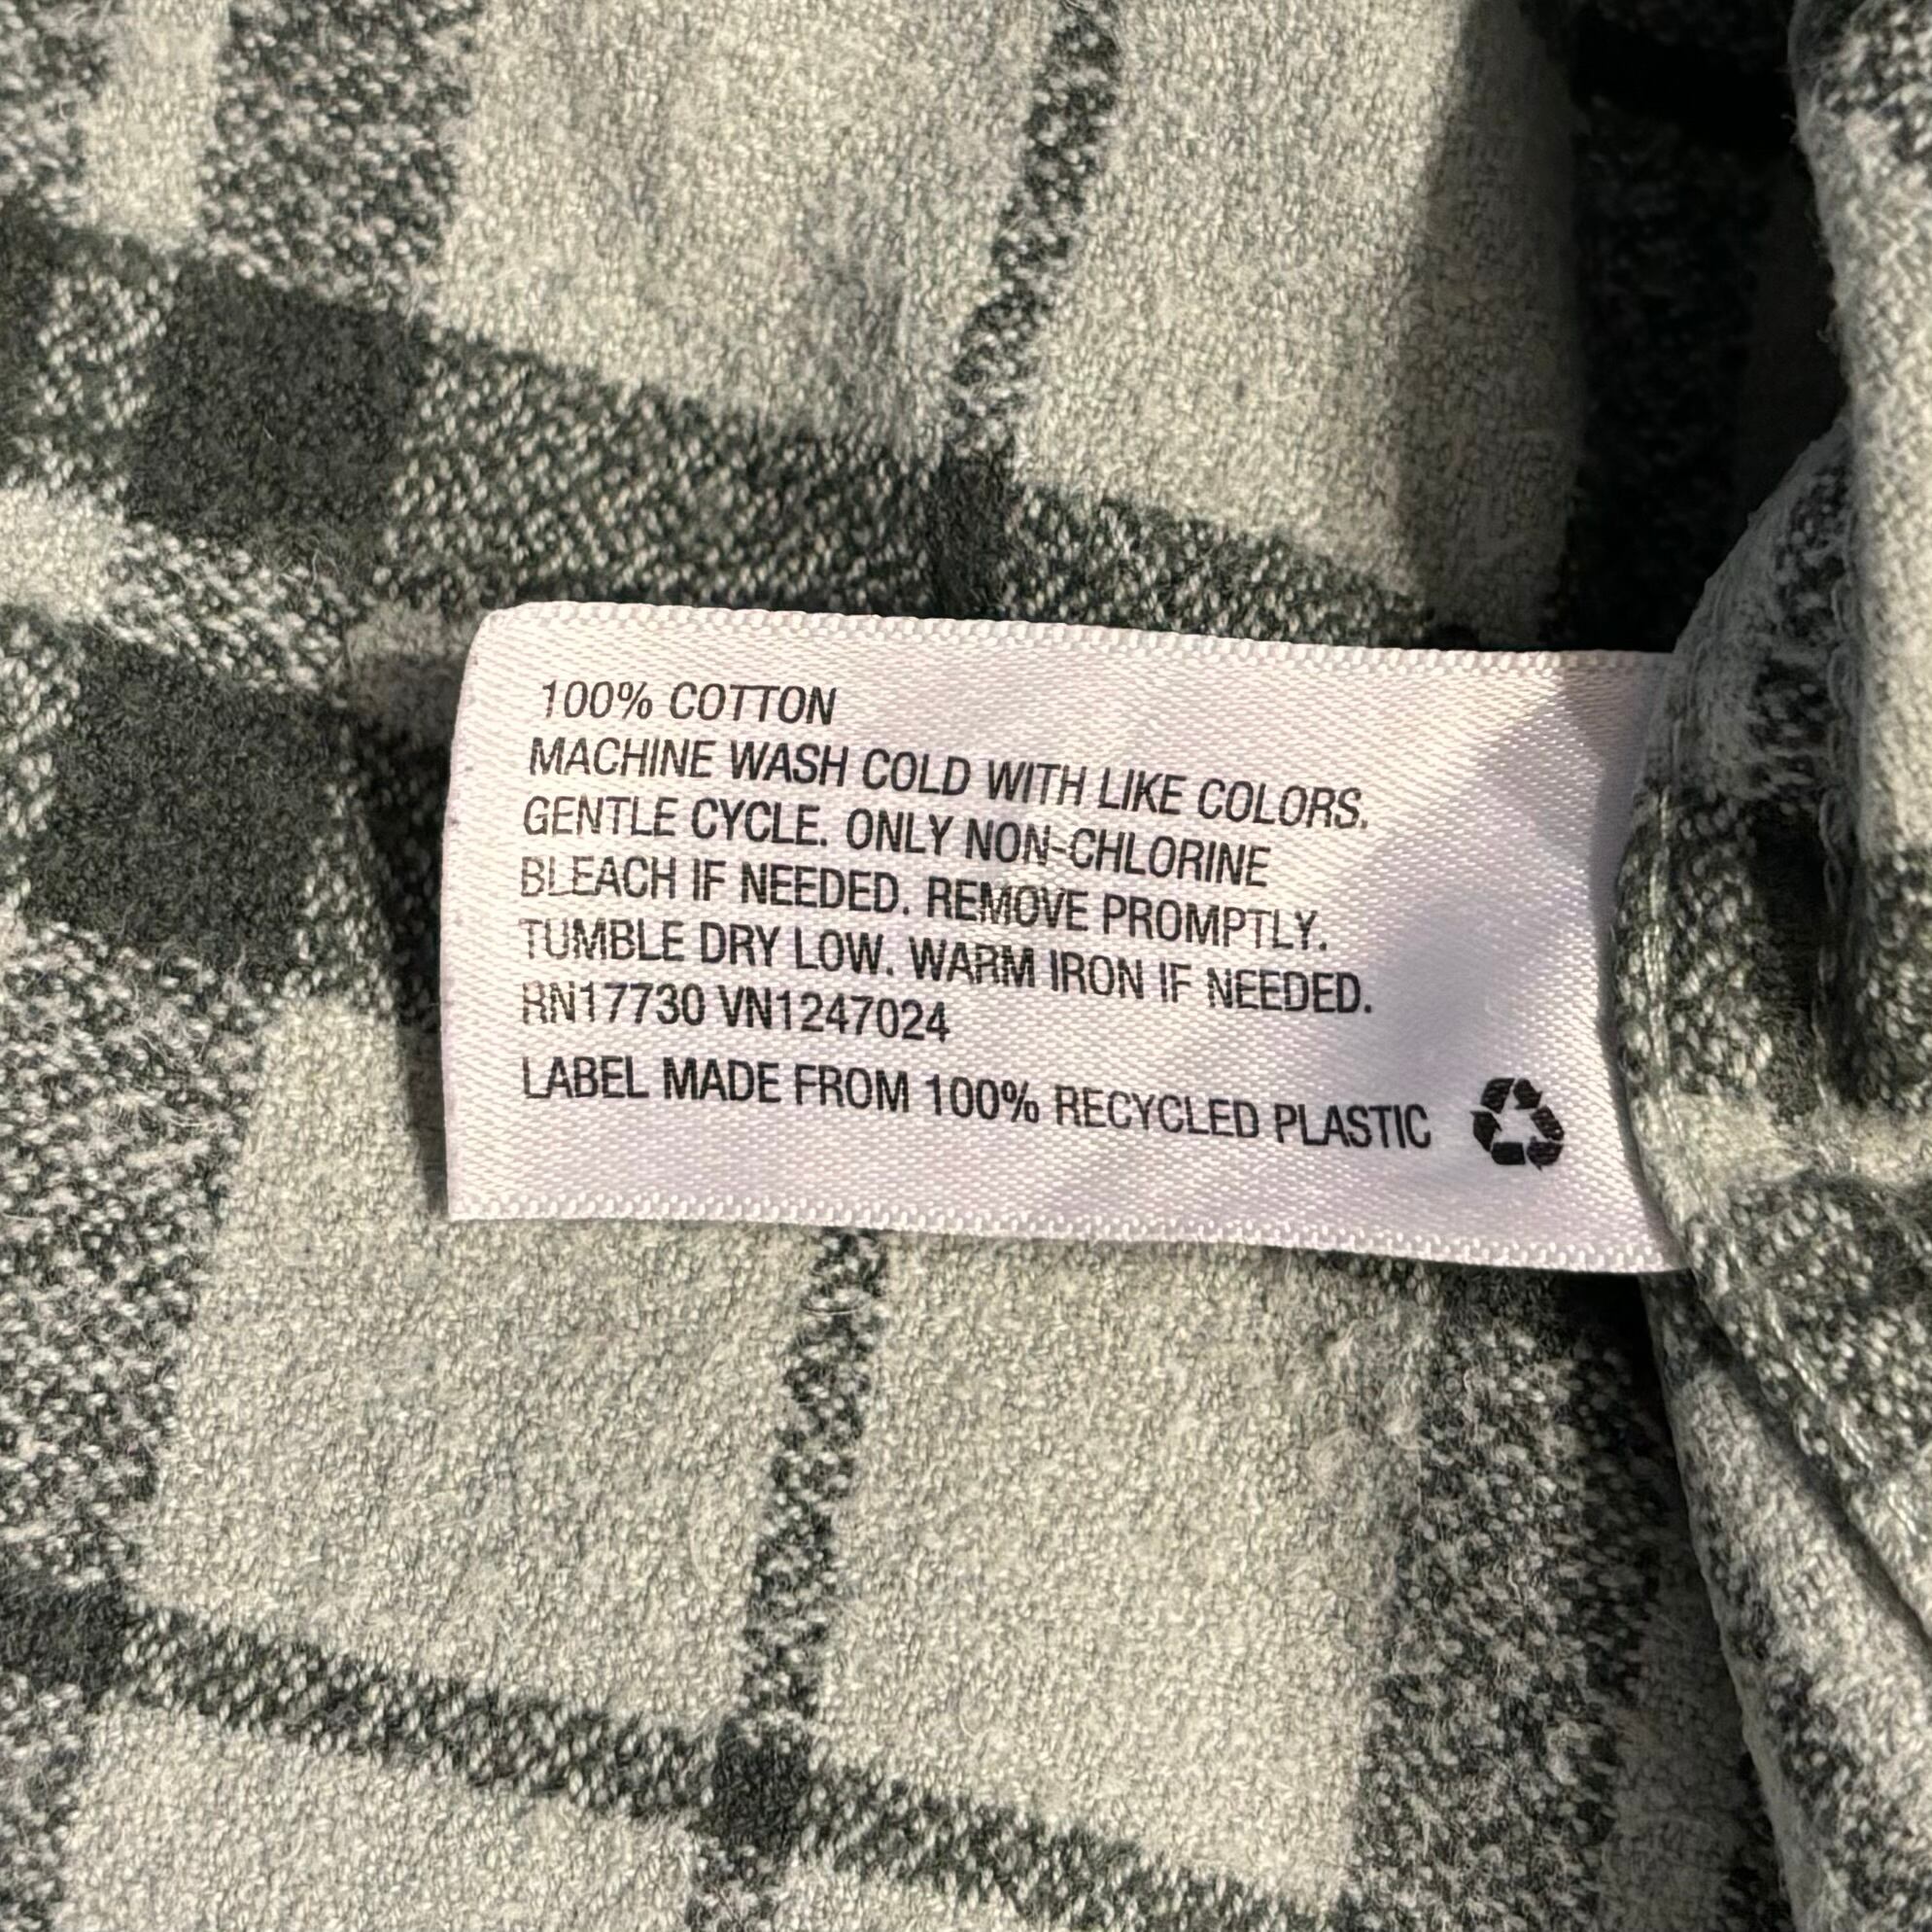 100% COTTON
MACHINE WASH COLD WITH LIKE COLORS.
GENTLE CYCLE. ONLY NON-CHLORINE
BLEACH IF NEEDED. REMOVE PROMPTLY.
TUMBLE DRY LOW. WARM IRON IF NEEDED.
RN17730 VN1247024
LABEL MADE FROM 100% RECYCLED PLASTIC